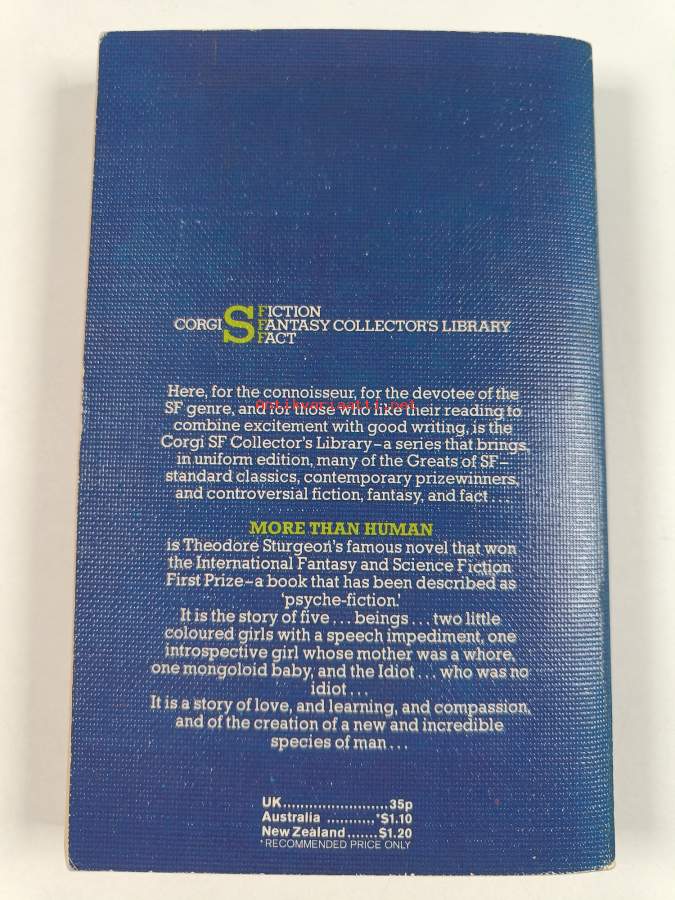 FICTION
CORGI SF FANTASY COLLECTOR'S LIBRARY
FACT
Here, for the connoisseur, for the devotee of the
SF genre, and for those who like their reading to
Antikvariaatti.net
combine excitement with good writing, is the
Corgi SF Collector's Library–a series that brings,
in uniform edition, many of the Greats of SF–
standard classics, contemporary prizewinners,
and controversial fiction, fantasy, and fact...
MORE THAN HUMAN
is Theodore Sturgeon's famous novel that won
the International Fantasy and Science Fiction
First Prize–a book that has been described as
'psyche-fiction.'
It is the story of five...beings...two little
coloured girls with a speech impediment, one
introspective girl whose mother was a whore,
one mongoloid baby, and the Idiot...who was no
idiot...
It is a story of love, and learning, and compassion,
and of the creation of a new and incredible
species of man...
UK........................35p
Australia ...........*$1.10
New Zealand.......$1.20
*RECOMMENDED PRICE ONLY